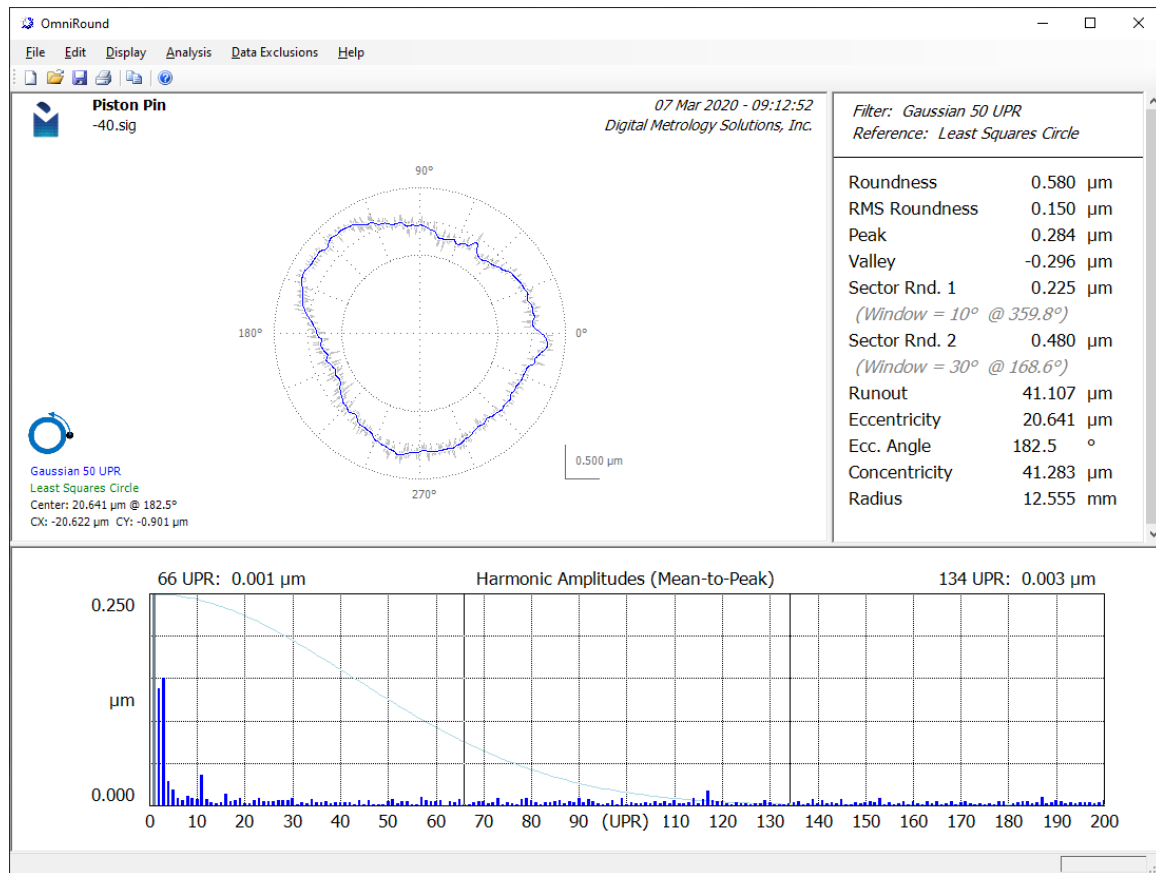 OmniRound
File Edit Display Analysis Data Exclusions Help
Piston Pin
-40.sig
07 Mar 2020 - 09:12:52
Digital Metrology Solutions, Inc.
90°
180°
0°
270°
0.500 µm
Gaussian 50 UPR
Least Squares Circle
Center: 20.641 µm @ 182.5°
CX: -20.622 µm CY: -0.901 µm
Filter: Gaussian 50 UPR
Reference: Least Squares Circle
Roundness 0.580 µm
RMS Roundness 0.150 µm
Peak 0.284 µm
Valley -0.296 µm
Sector Rnd. 1 0.225 µm
(Window = 10° @ 359.8°)
Sector Rnd. 2 0.480 µm
(Window = 30° @ 168.6°)
Runout 41.107 µm
Eccentricity 20.641 µm
Ecc. Angle 182.5 °
Concentricity 41.283 µm
Radius 12.555 mm
66 UPR: 0.001 µm Harmonic Amplitudes (Mean-to-Peak) 134 UPR: 0.003 µm
0.250
µm
0.000
0 10 20 30 40 50 60 70 80 90 (UPR) 110 120 130 140 150 160 170 180 190 200